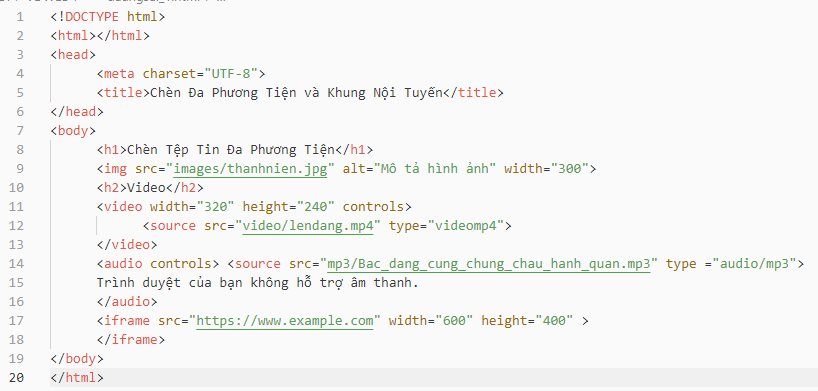 1 <!DOCTYPE html>
2 <html></html>
3 <head>
4 <meta charset="UTF-8">
5 <title>Chèn Đa Phương Tiện và Khung Nội Tuyến</title>
6 </head>
7 <body>
8 <h1>Chèn Tệp Tin Đa Phương Tiện</h1>
9 <img src="images/thanhnien.jpg" alt="Mô tả hình ảnh" width="300">
10 <h2>Video</h2>
11 <video width="320" height="240" controls>
12 <source src="video/lendang.mp4" type="videomp4">
13 </video>
14 <audio controls> <source src="mp3/Bac_dang_cung_chung_chau_hanh_quan.mp3" type ="audio/mp3">
15 Trình duyệt của bạn không hỗ trợ âm thanh.
16 </audio>
17 <iframe src="https://www.example.com" width="600" height="400" >
18 </iframe>
19 </body>
20 </html>